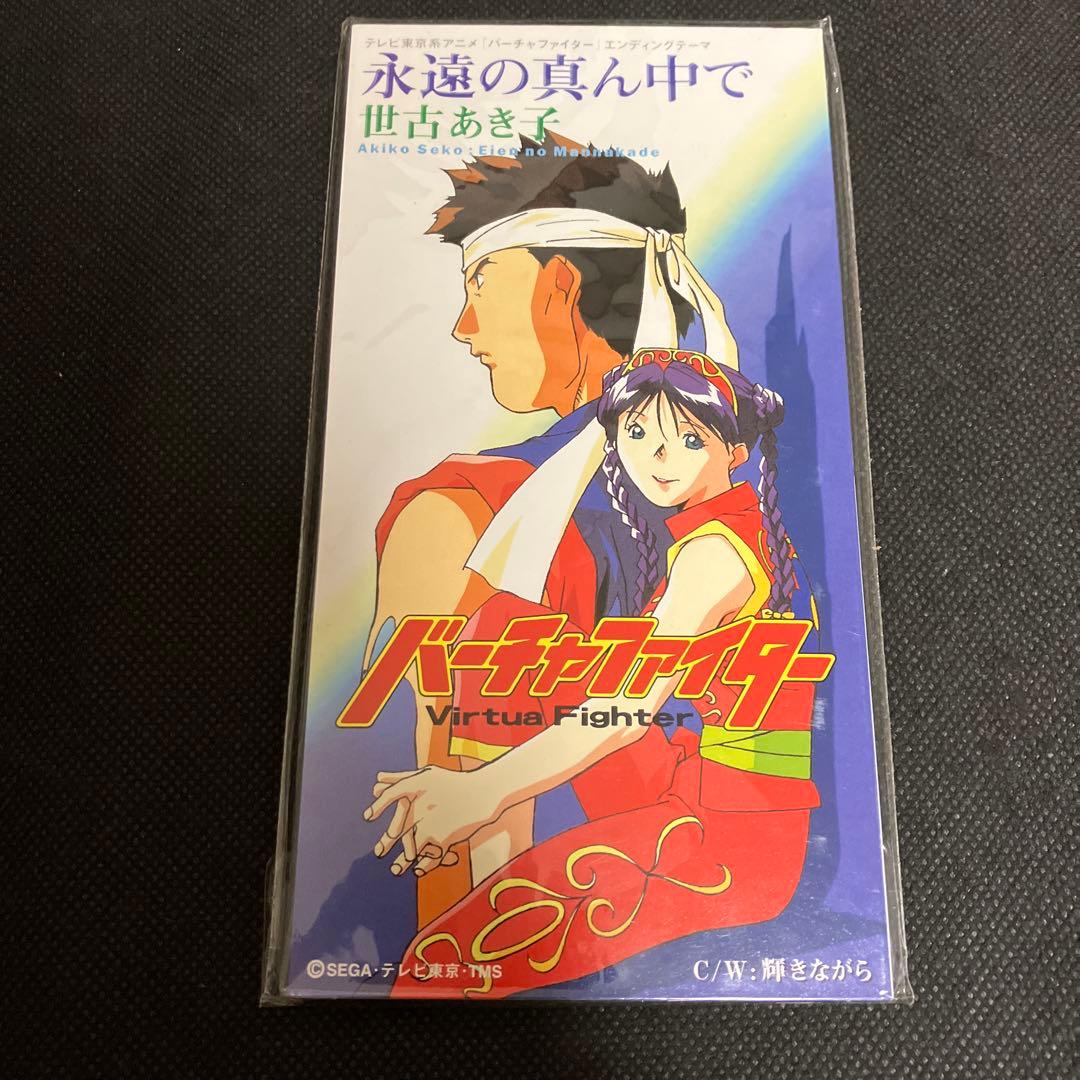 テレビ東京系アニメ「バーチャファイター」エンディングテーマ
永遠の真ん中で
世古あき子
Akiko Seko : Eien no Mannakade
バーチャファイター
Virtua Fighter
©SEGA・テレビ東京・TMS
C/W : 輝きながら